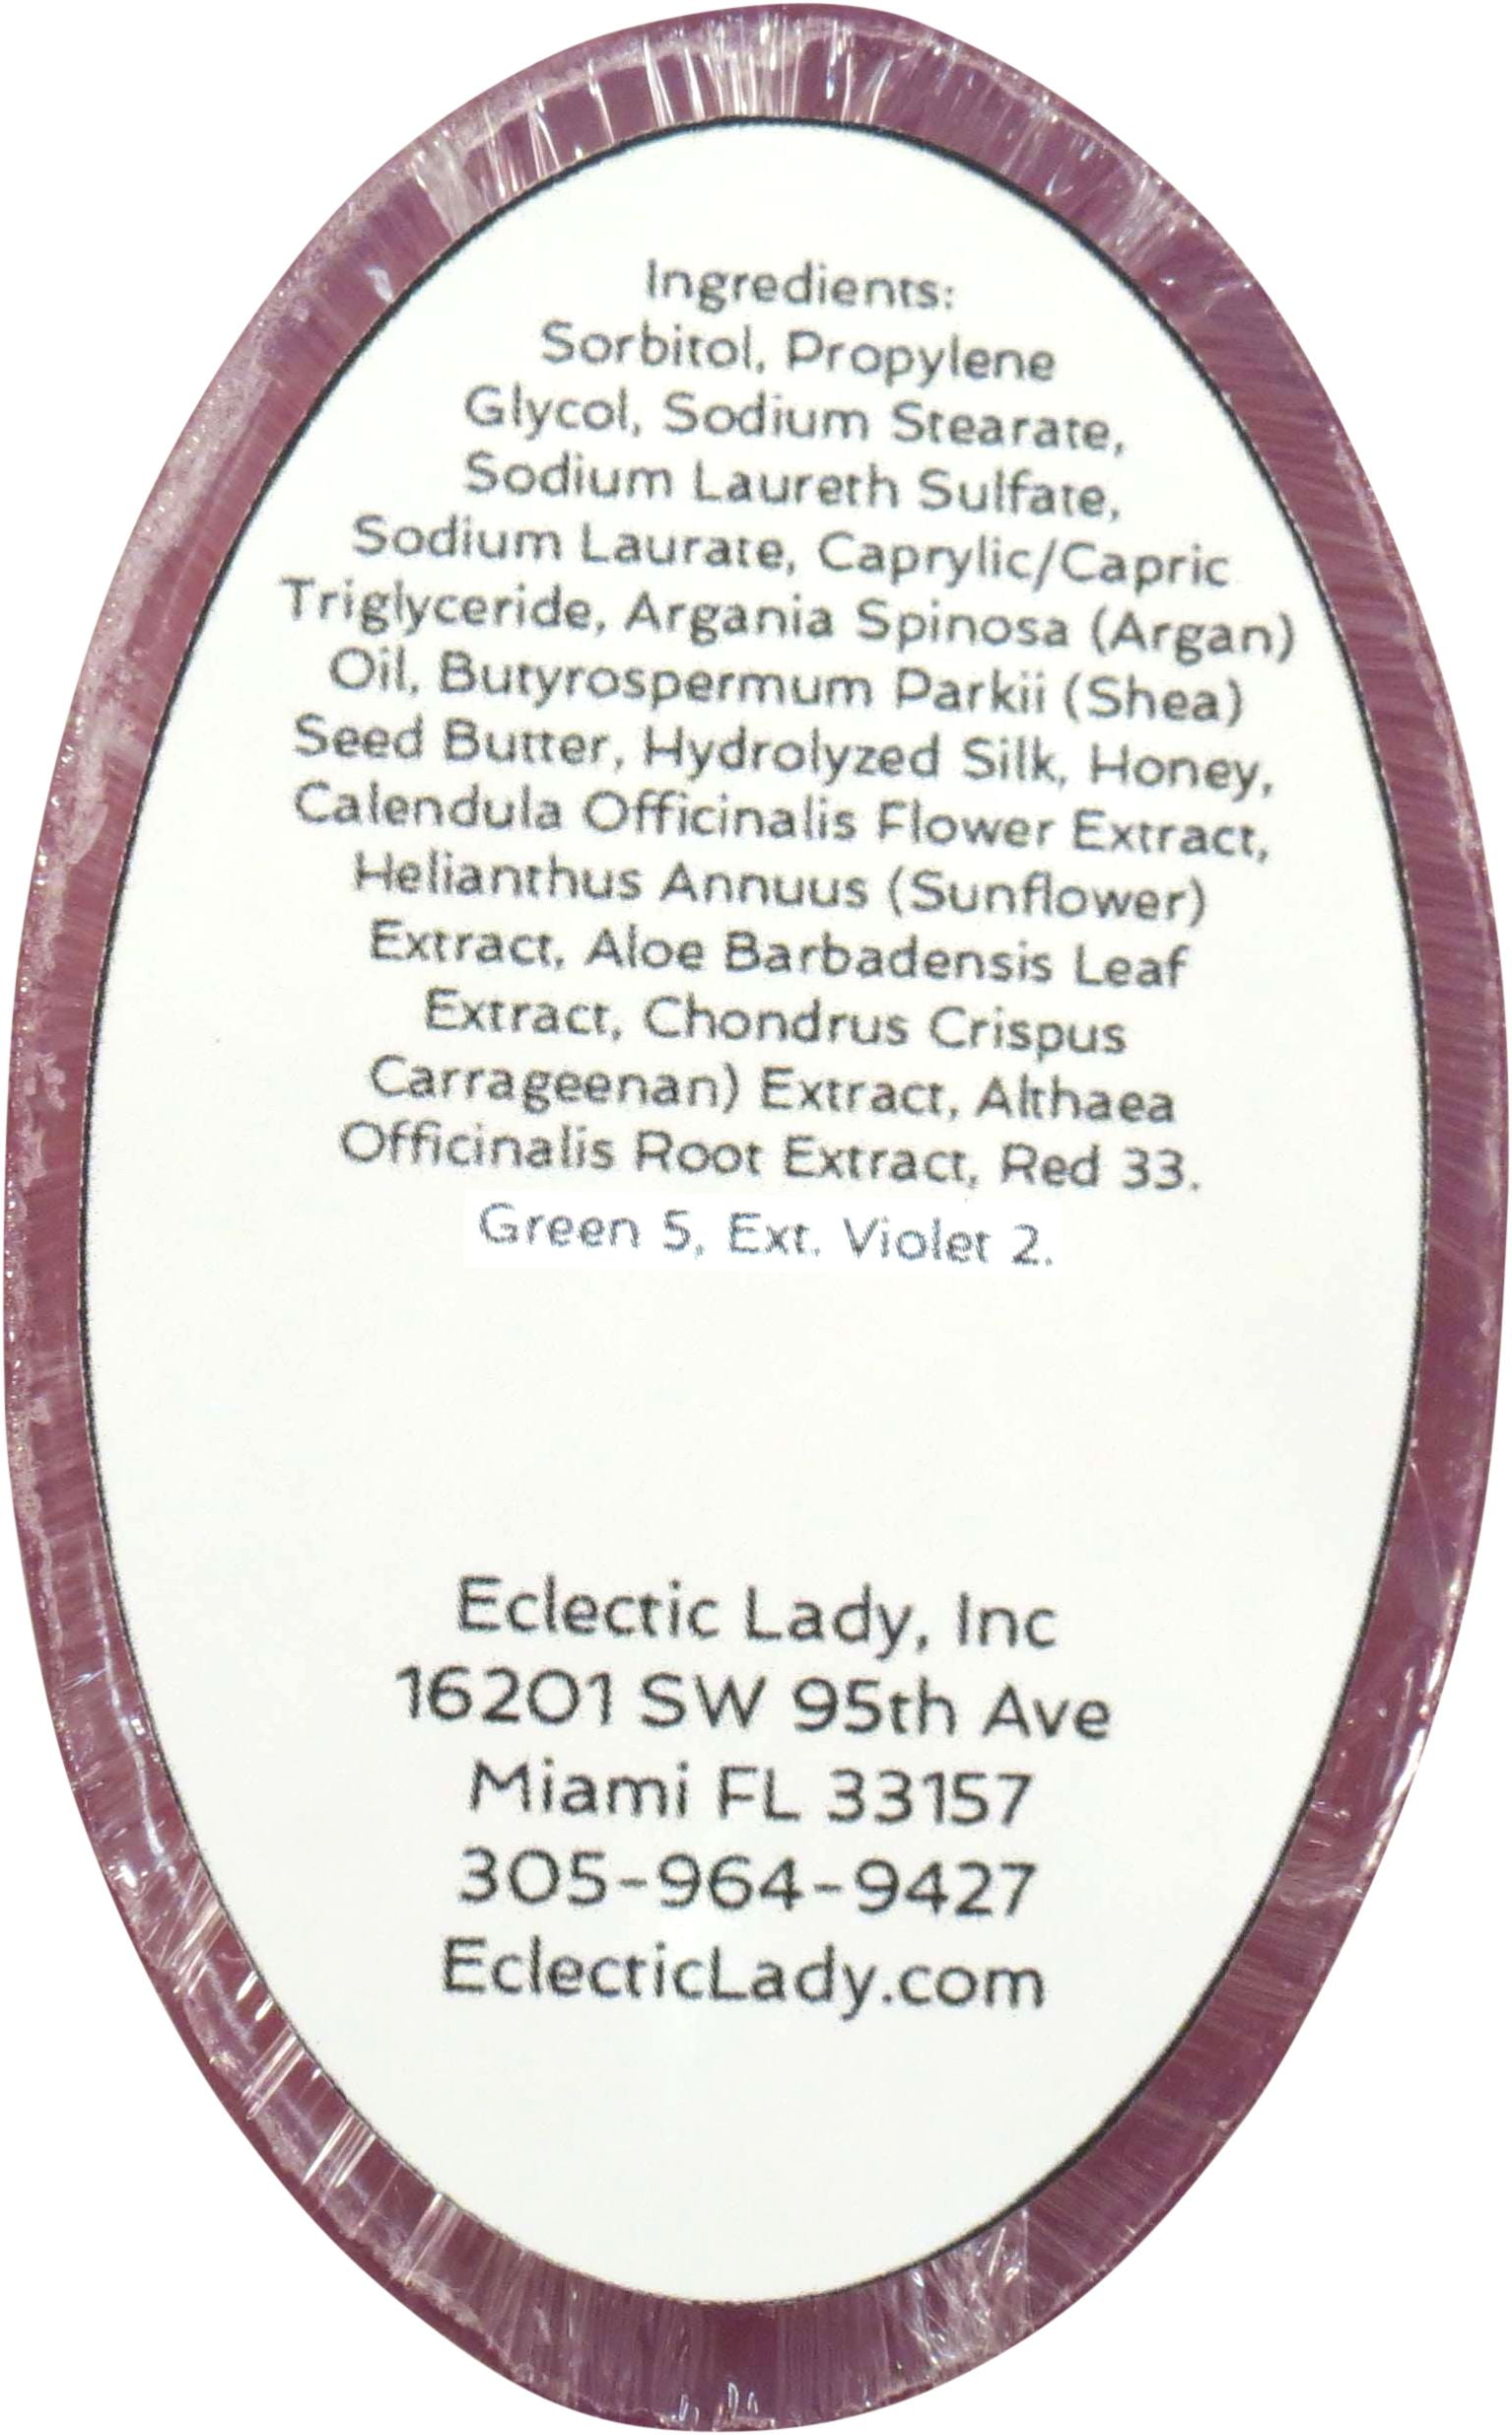 Ingredients:
Sorbitol, Propylene
Glycol, Sodium Stearate,
Sodium Laureth Sulfate,
Sodium Laurate, Caprylic/Capric
Triglyceride, Argania Spinosa (Argan)
Oil, Butyrospermum Parkii (Shea)
Seed Butter, Hydrolyzed Silk, Honey,
Calendula Officinalis Flower Extract,
Helianthus Annuus (Sunflower)
Extract, Aloe Barbadensis Leaf
Extract, Chondrus Crispus
Carrageenan) Extract, Althaea
Officinalis Root Extract, Red 33.
Green 5, Ext. Violet 2.
Eclectic Lady, Inc
16201 SW 95th Ave
Miami FL 33157
305-964-9427
EclecticLady.com